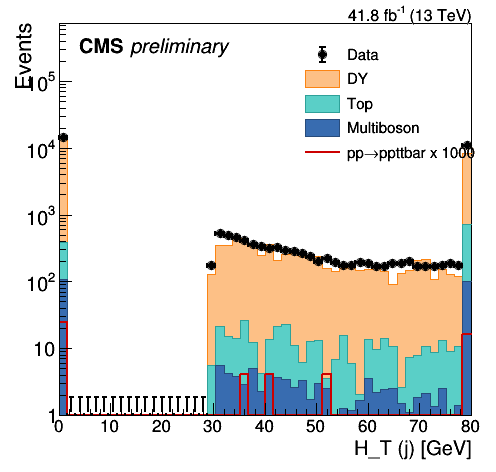 41.8 fb⁻¹ (13 TeV)
CMS preliminary
Events
Data
DY
Top
Multiboson
pp→ppttbar x 1000
10⁵
10⁴
10³
10²
10
1
0 10 20 30 40 50 60 70 80
H_T (j) [GeV]